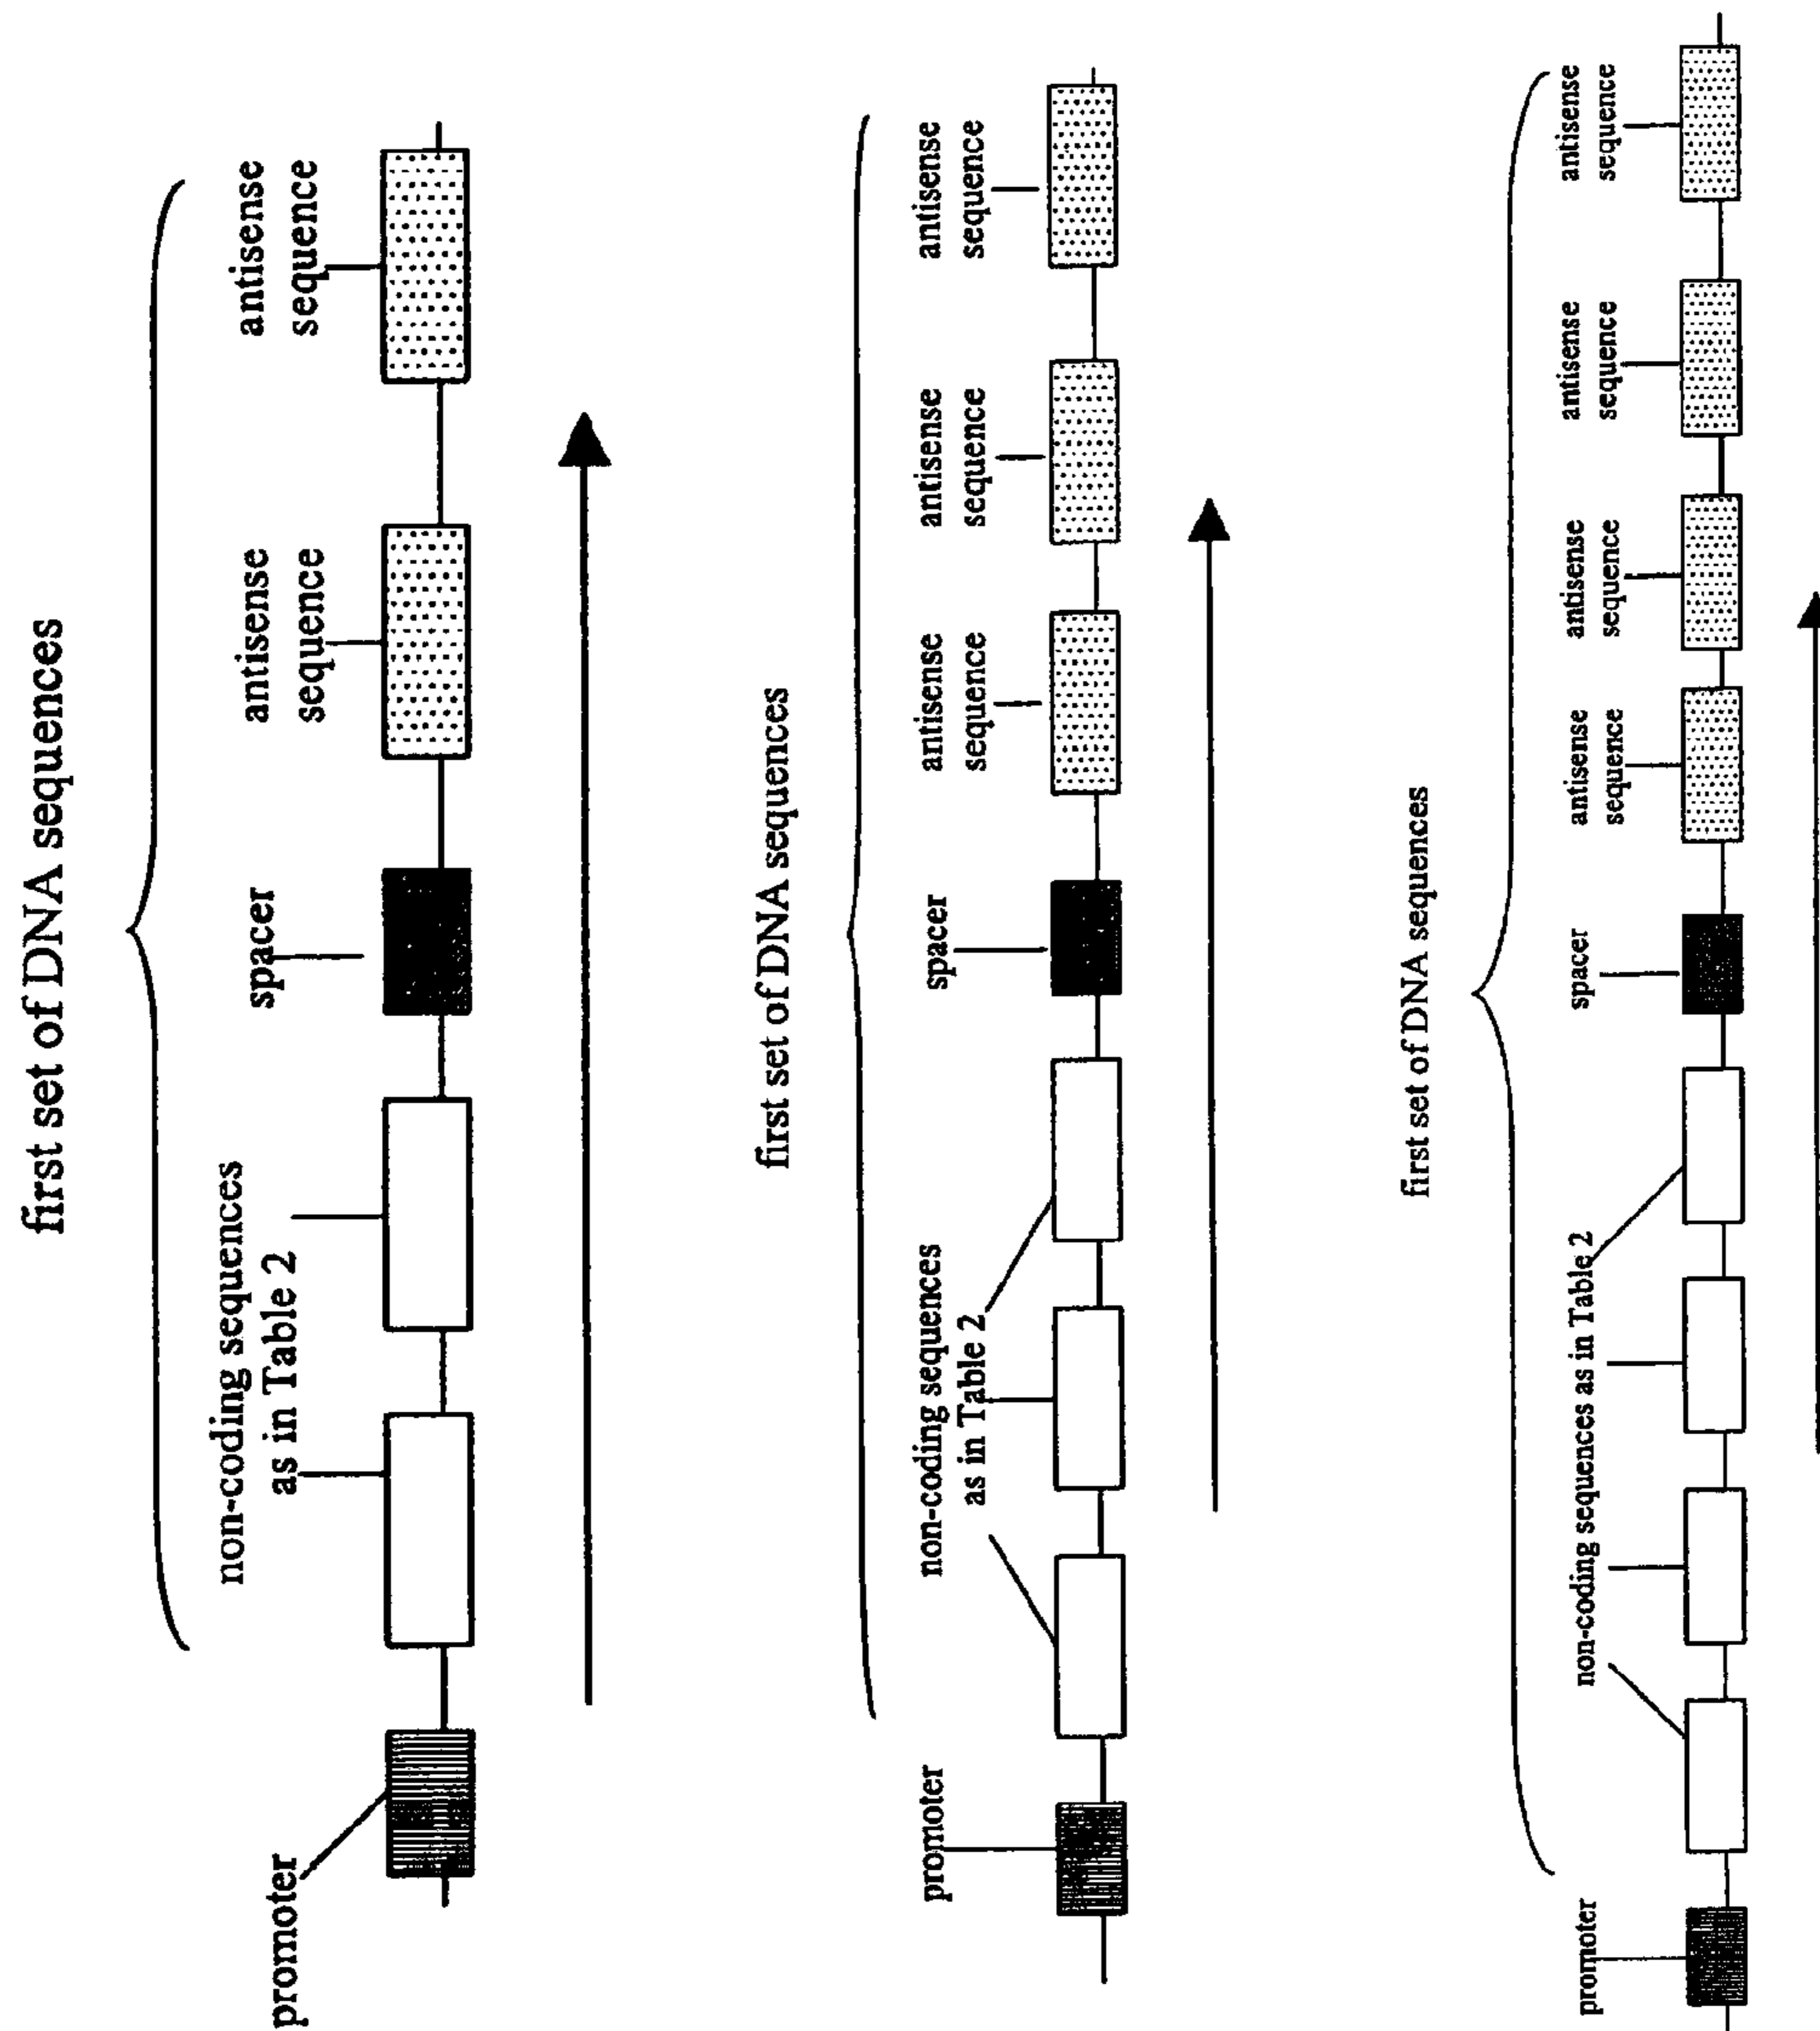 first set of DNA sequences
promoter
non-coding sequences
as in Table 2
spacer
antisense
sequence
antisense
sequence
first set of DNA sequences
promoter
non-coding sequences
as in Table 2
spacer
antisense
sequence
antisense
sequence
antisense
sequence
first set of DNA sequences
promoter
non-coding sequences as in Table 2
spacer
antisense
sequence
antisense
sequence
antisense
sequence
antisense
sequence